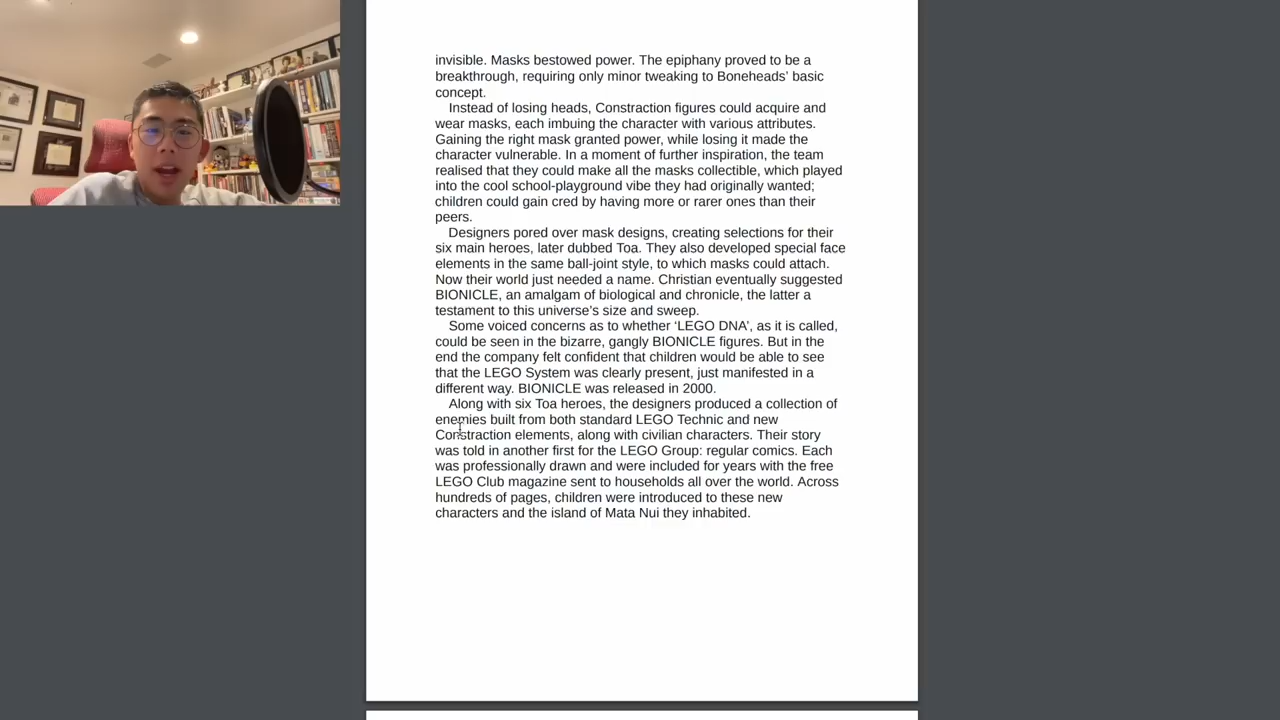 invisible. Masks bestowed power. The epiphany proved to be a
breakthrough, requiring only minor tweaking to Boneheads’ basic
concept.
Instead of losing heads, Constraction figures could acquire and
wear masks, each imbuing the character with various attributes.
Gaining the right mask granted power, while losing it made the
character vulnerable. In a moment of further inspiration, the team
realised that they could make all the masks collectible, which played
into the cool school-playground vibe they had originally wanted;
children could gain cred by having more or rarer ones than their
peers.
Designers pored over mask designs, creating selections for their
six main heroes, later dubbed Toa. They also developed special face
elements in the same ball-joint style, to which masks could attach.
Now their world just needed a name. Christian eventually suggested
BIONICLE, an amalgam of biological and chronicle, the latter a
testament to this universe’s size and sweep.
Some voiced concerns as to whether ‘LEGO DNA’, as it is called,
could be seen in the bizarre, gangly BIONICLE figures. But in the
end the company felt confident that children would be able to see
that the LEGO System was clearly present, just manifested in a
different way. BIONICLE was released in 2000.
Along with six Toa heroes, the designers produced a collection of
enemies built from both standard LEGO Technic and new
Constraction elements, along with civilian characters. Their story
was told in another first for the LEGO Group: regular comics. Each
was professionally drawn and were included for years with the free
LEGO Club magazine sent to households all over the world. Across
hundreds of pages, children were introduced to these new
characters and the island of Mata Nui they inhabited.